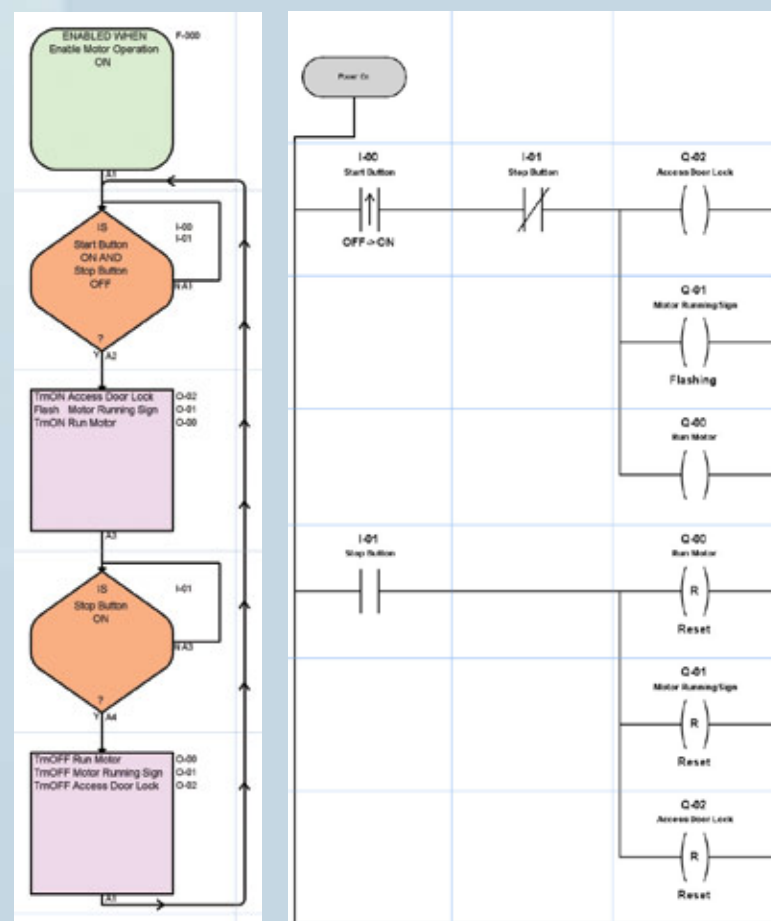 ENABLED WHEN
Enable Motor Operation
ON
F-000
A1
IS
Start Button
ON AND
Stop Button
OFF
?
I-00
I-01
N A1
Y A2
TrnON Access Door Lock O-02
Flash Motor Running Sign O-01
TrnON Run Motor O-00
A3
IS
Stop Button
ON
?
I-01
N A3
Y A4
TrnOFF Run Motor O-00
TrnOFF Motor Running Sign O-01
TrnOFF Access Door Lock O-02
A1
Power On
I-00
Start Button
OFF->ON
I-01
Stop Button
Q-02
Access Door Lock
Q-01
Motor Running Sign
Flashing
Q-00
Run Motor
I-01
Stop Button
Q-00
Run Motor
R
Reset
Q-01
Motor Running Sign
R
Reset
Q-02
Access Door Lock
R
Reset